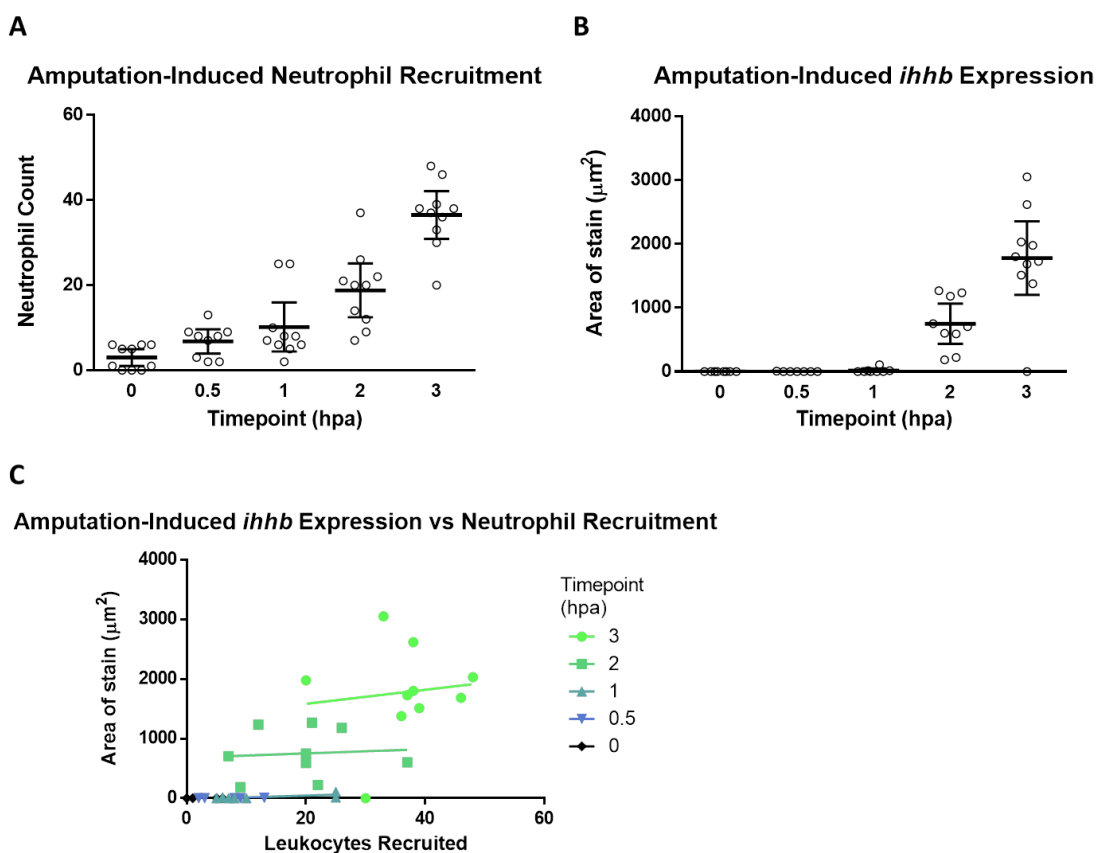 A
Amputation-Induced Neutrophil Recruitment
60
40
20
0
Neutrophil Count
0 0.5 1 2 3
Timepoint (hpa)
B
Amputation-Induced ihhb Expression
4000
3000
2000
1000
0
Area of stain (μm²)
0 0.5 1 2 3
Timepoint (hpa)
C
Amputation-Induced ihhb Expression vs Neutrophil Recruitment
4000
3000
2000
1000
0
Area of stain (μm²)
0 20 40 60
Leukocytes Recruited
Timepoint
(hpa)
3
2
1
0.5
0